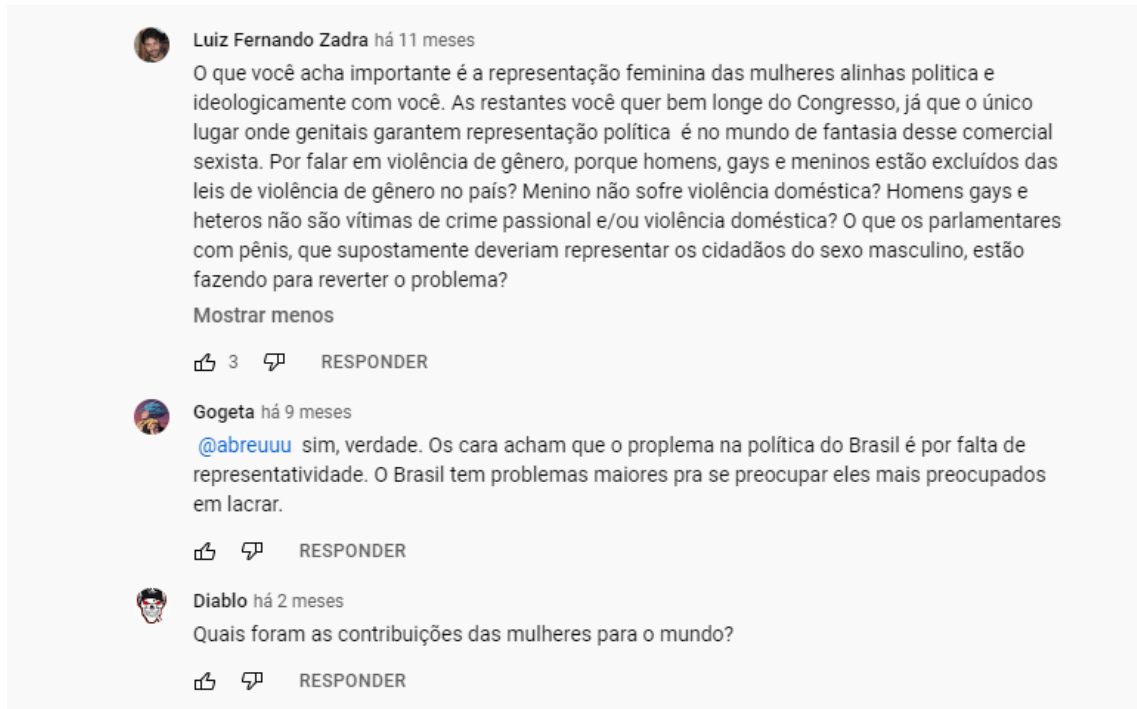 Luiz Fernando Zadra há 11 meses
O que você acha importante é a representação feminina das mulheres alinhas politica e
ideologicamente com você. As restantes você quer bem longe do Congresso, já que o único
lugar onde genitais garantem representação política é no mundo de fantasia desse comercial
sexista. Por falar em violência de gênero, porque homens, gays e meninos estão excluídos das
leis de violência de gênero no país? Menino não sofre violência doméstica? Homens gays e
heteros não são vítimas de crime passional e/ou violência doméstica? O que os parlamentares
com pênis, que supostamente deveriam representar os cidadãos do sexo masculino, estão
fazendo para reverter o problema?
Mostrar menos
3 RESPONDER
Gogeta há 9 meses
@abreuuu sim, verdade. Os cara acham que o proplema na política do Brasil é por falta de
representatividade. O Brasil tem problemas maiores pra se preocupar eles mais preocupados
em lacrar.
RESPONDER
Diablo há 2 meses
Quais foram as contribuições das mulheres para o mundo?
RESPONDER